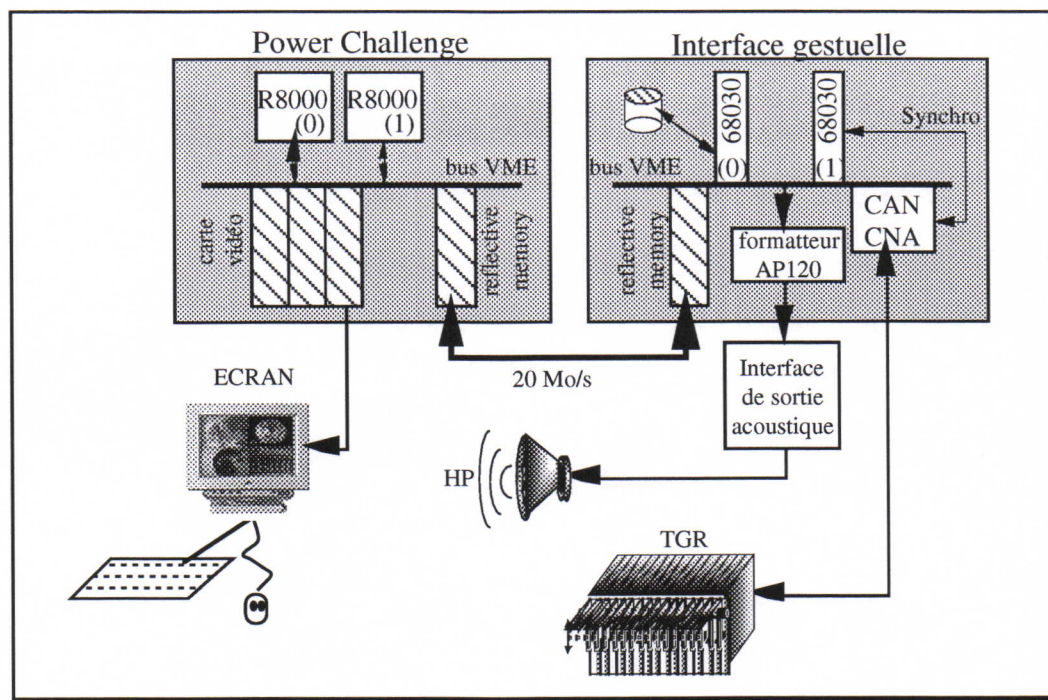 Power Challenge
R8000
(0)
R8000
(1)
bus VME
carte
vidéo
reflective
memory
Interface gestuelle
68030
(0)
68030
(1)
Synchro
bus VME
reflective
memory
formatteur
AP120
CAN
CNA
20 Mo/s
ECRAN
Interface
de sortie
acoustique
HP
TGR